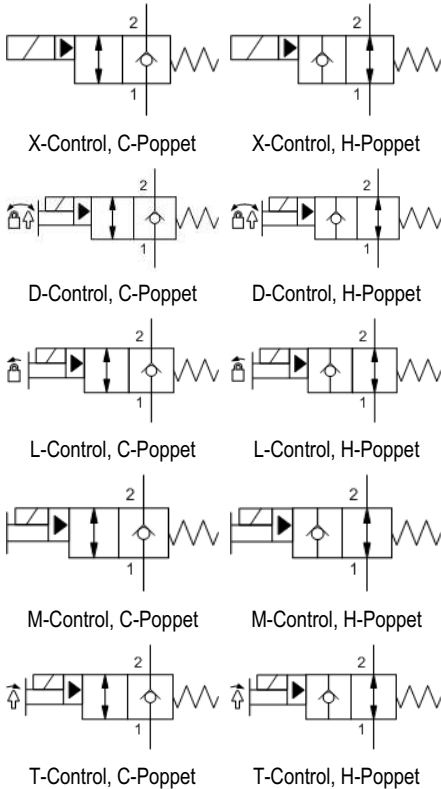 2 2
1 1
X-Control, C-Poppet X-Control, H-Poppet
2 2
1 1
D-Control, C-Poppet D-Control, H-Poppet
2 2
1 1
L-Control, C-Poppet L-Control, H-Poppet
2 2
1 1
M-Control, C-Poppet M-Control, H-Poppet
2 2
1 1
T-Control, C-Poppet T-Control, H-Poppet